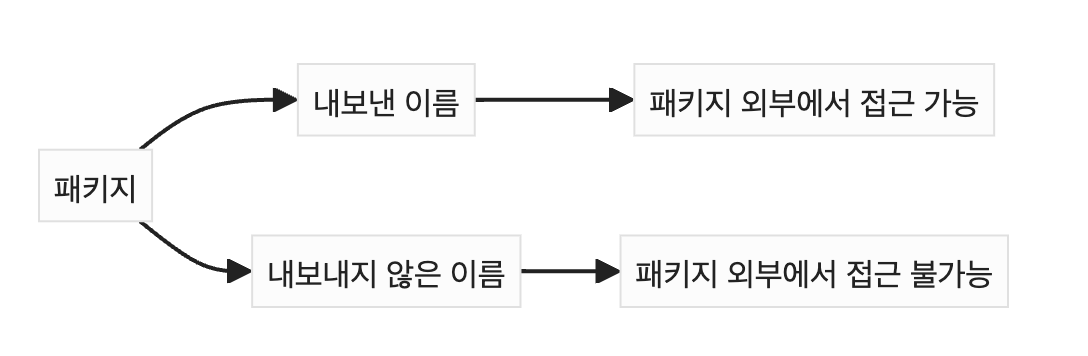 내보낸 이름
패키지 외부에서 접근 가능
패키지
내보내지 않은 이름
패키지 외부에서 접근 불가능